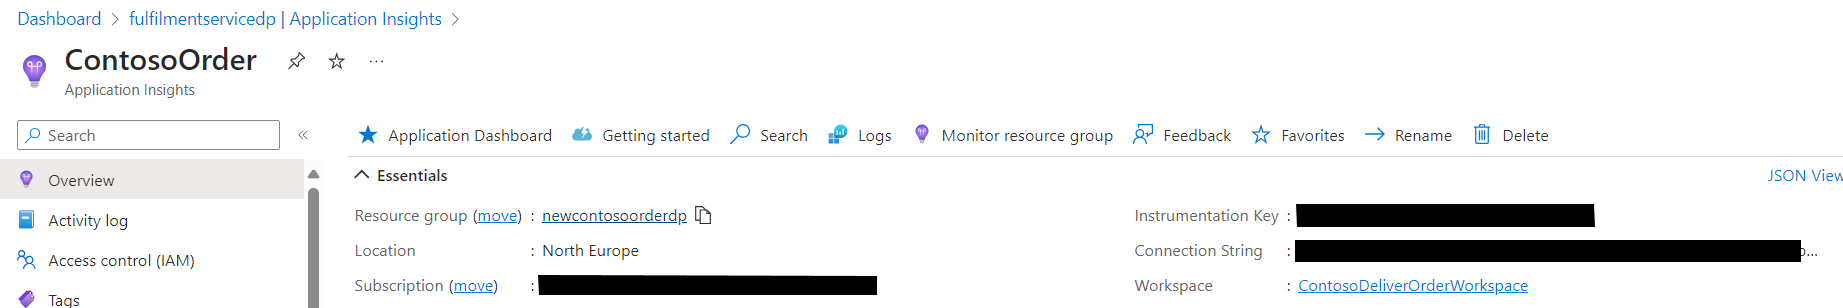 Dashboard > fulfilmentservicedp | Application Insights >
ContosoOrder ...
Application Insights
Search «
Application Dashboard Getting started Search Logs Monitor resource group Feedback Favorites Rename Delete
Overview
Activity log
Access control (IAM)
Tags
Essentials
JSON View
Resource group (move) : newcontosoorderdp
Location : North Europe
Subscription (move) :
Instrumentation Key :
Connection String : ...
Workspace : ContosoDeliverOrderWorkspace